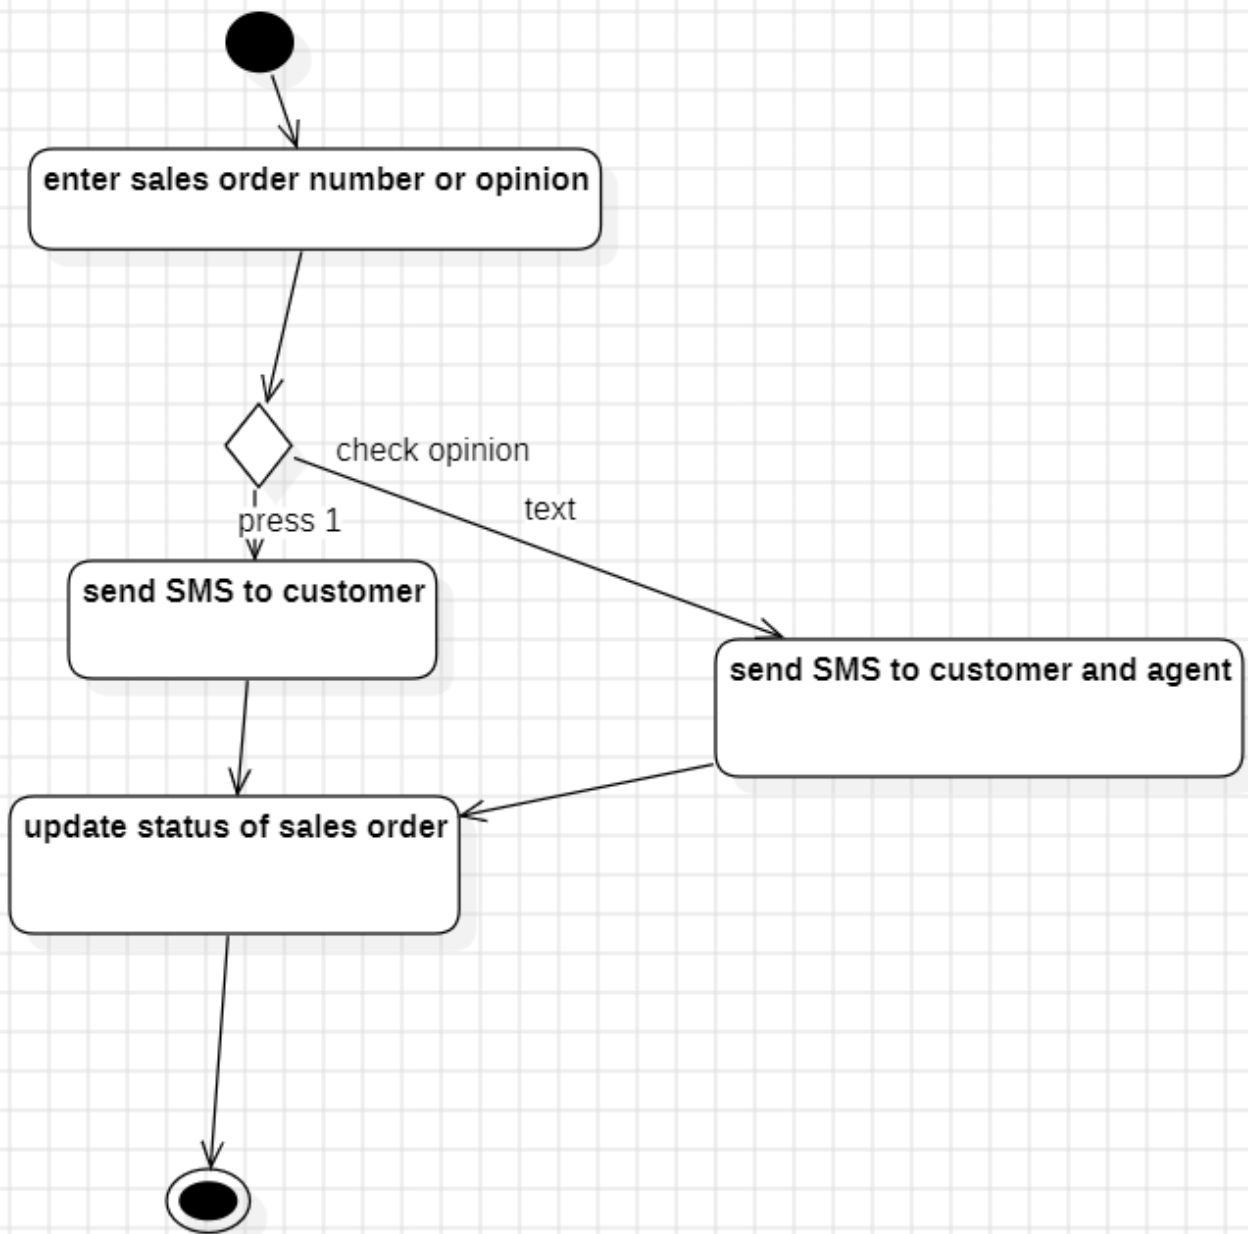 enter sales order number or opinion
check opinion
text
press 1
send SMS to customer
send SMS to customer and agent
update status of sales order